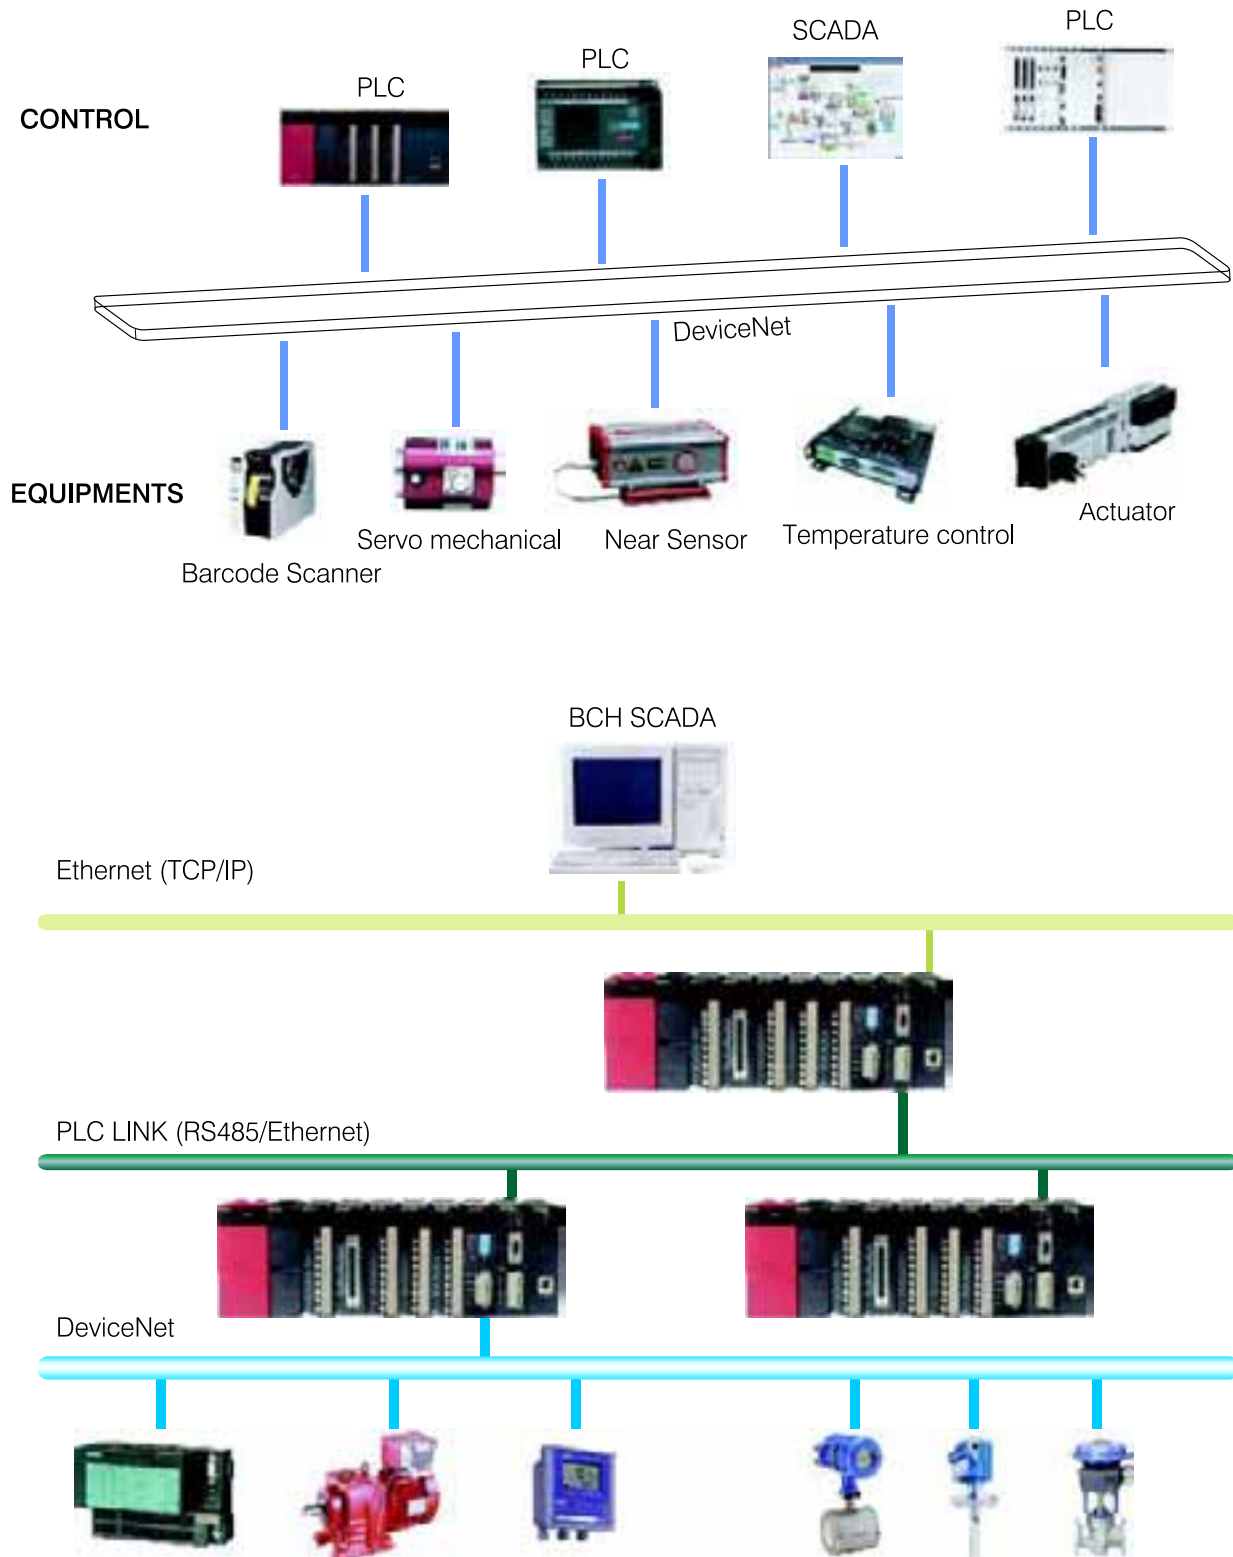 PLC
SCADA
PLC
PLC
CONTROL
DeviceNet
EQUIPMENTS
Barcode Scanner
Servo mechanical
Near Sensor
Temperature control
Actuator
BCH SCADA
Ethernet (TCP/IP)
PLC LINK (RS485/Ethernet)
DeviceNet